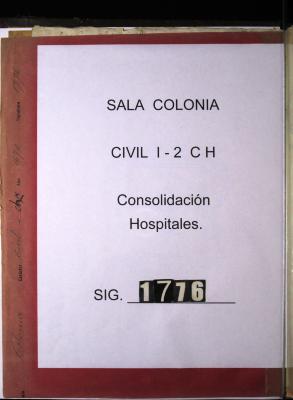 SALA COLONIA
CIVIL I - 2 C H
Consolidación
Hospitales.
SIG. 1776